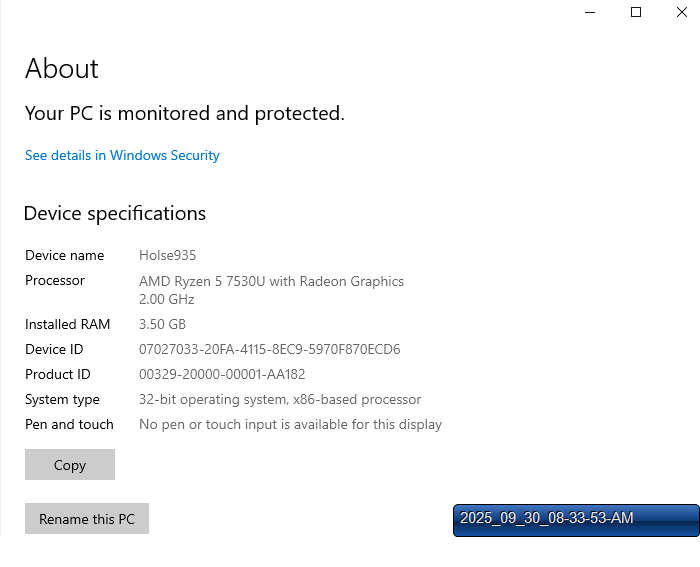 About
Your PC is monitored and protected.
See details in Windows Security
Device specifications
Device name Holse935
Processor AMD Ryzen 5 7530U with Radeon Graphics
2.00 GHz
Installed RAM 3.50 GB
Device ID 07027033-20FA-4115-8EC9-5970F870ECD6
Product ID 00329-20000-00001-AA182
System type 32-bit operating system, x86-based processor
Pen and touch No pen or touch input is available for this display
Copy
Rename this PC
2025_09_30_08-33-53-AM